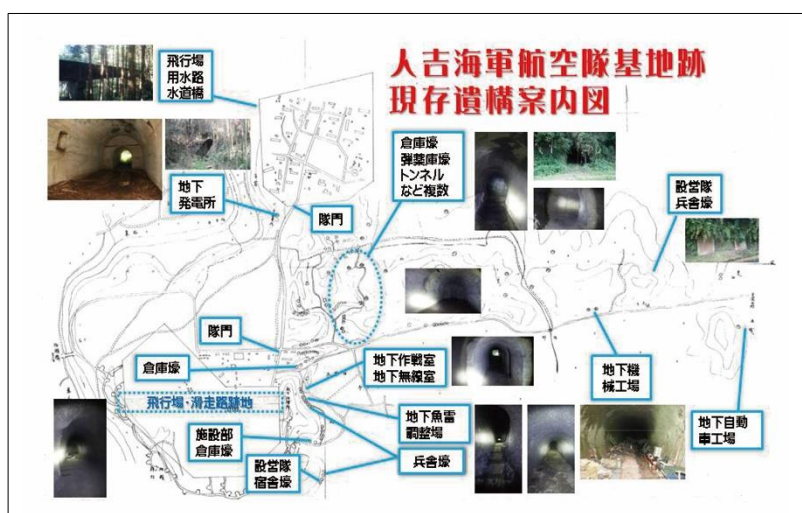 人吉海軍航空隊基地跡
現存遺構案内図
飛行場
用水路
水道橋
倉庫壕
弾薬庫壕
トンネル
など複数
設営隊
兵舎壕
地下
発電所
隊門
隊門
倉庫壕
地下作戦室
地下無線室
地下機
械工場
飛行場・滑走路跡地
地下魚雷
調整場
地下自動
車工場
施設部
倉庫壕
兵舎壕
設営隊
宿舎壕